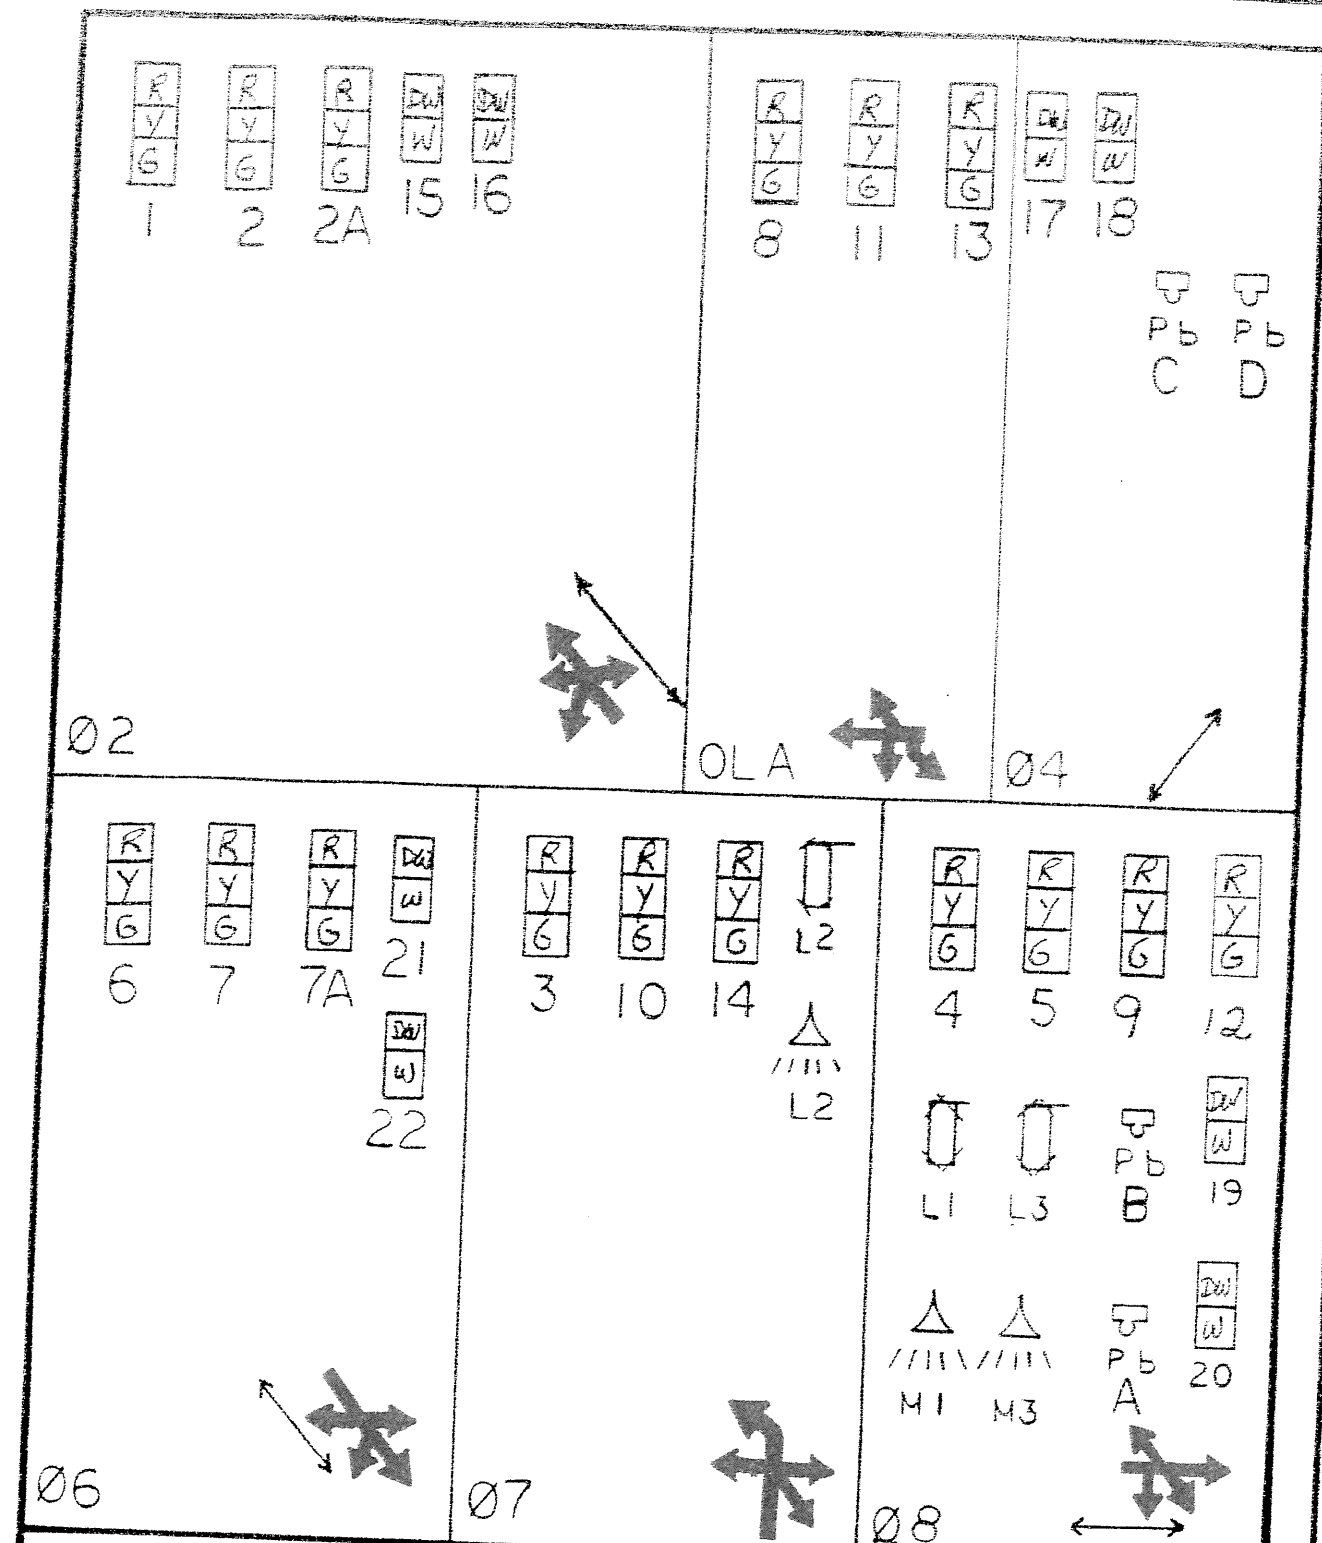 R R R DW DW
Y Y Y W W
G G G
1 2 2A 15 16
R R R DW DW
Y Y Y W W
G G G
8 11 13 17 18
Pb Pb
C D
Ø2
OLA
Ø4
R R R DW
Y Y Y W
G G G
6 7 7A 21
DW
W
22
R R R
Y Y Y
G G G L2
3 10 14
L2
R R R R
Y Y Y Y
G G G G
4 5 9 12
DW
W
Pb
L1 L3 B 19
DW
W
Pb
M1 M3 A 20
Ø6
Ø7
Ø8